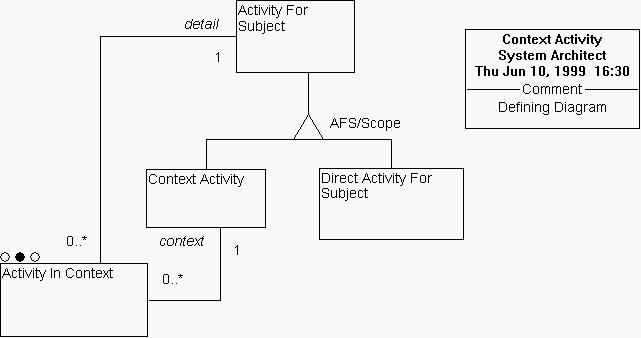 Activity For
Subject
detail
1
Context Activity
System Architect
Thu Jun 10, 1999 16:30
Comment
Defining Diagram
AFS/Scope
Context Activity
Direct Activity For
Subject
0..*
context
1
Activity In Context
0..*